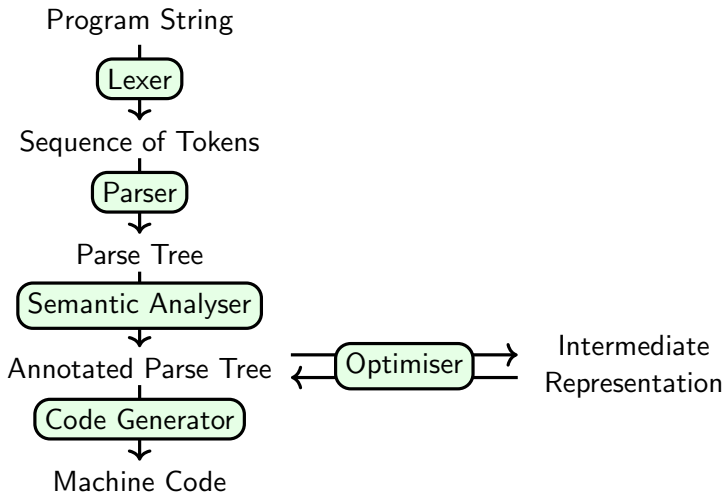 Program String
Lexer
Sequence of Tokens
Parser
Parse Tree
Semantic Analyser
Annotated Parse Tree
Optimiser
Intermediate
Representation
Code Generator
Machine Code